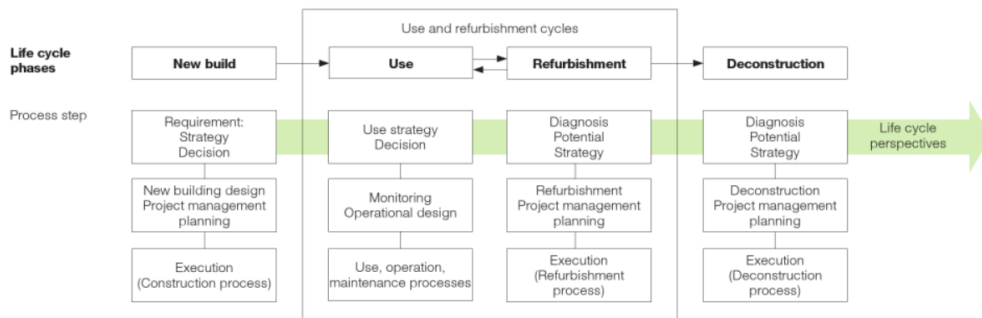 Use and refurbishment cycles
Life cycle
phases
New build
Use
Refurbishment
Deconstruction
Process step
Requirement:
Strategy
Decision
Use strategy
Decision
Diagnosis
Potential
Strategy
Diagnosis
Potential
Strategy
Life cycle
perspectives
New building design
Project management
planning
Monitoring
Operational design
Refurbishment
Project management
planning
Deconstruction
Project management
planning
Execution
(Construction process)
Use, operation,
maintenance processes
Execution
(Refurbishment
process)
Execution
(Deconstruction
process)